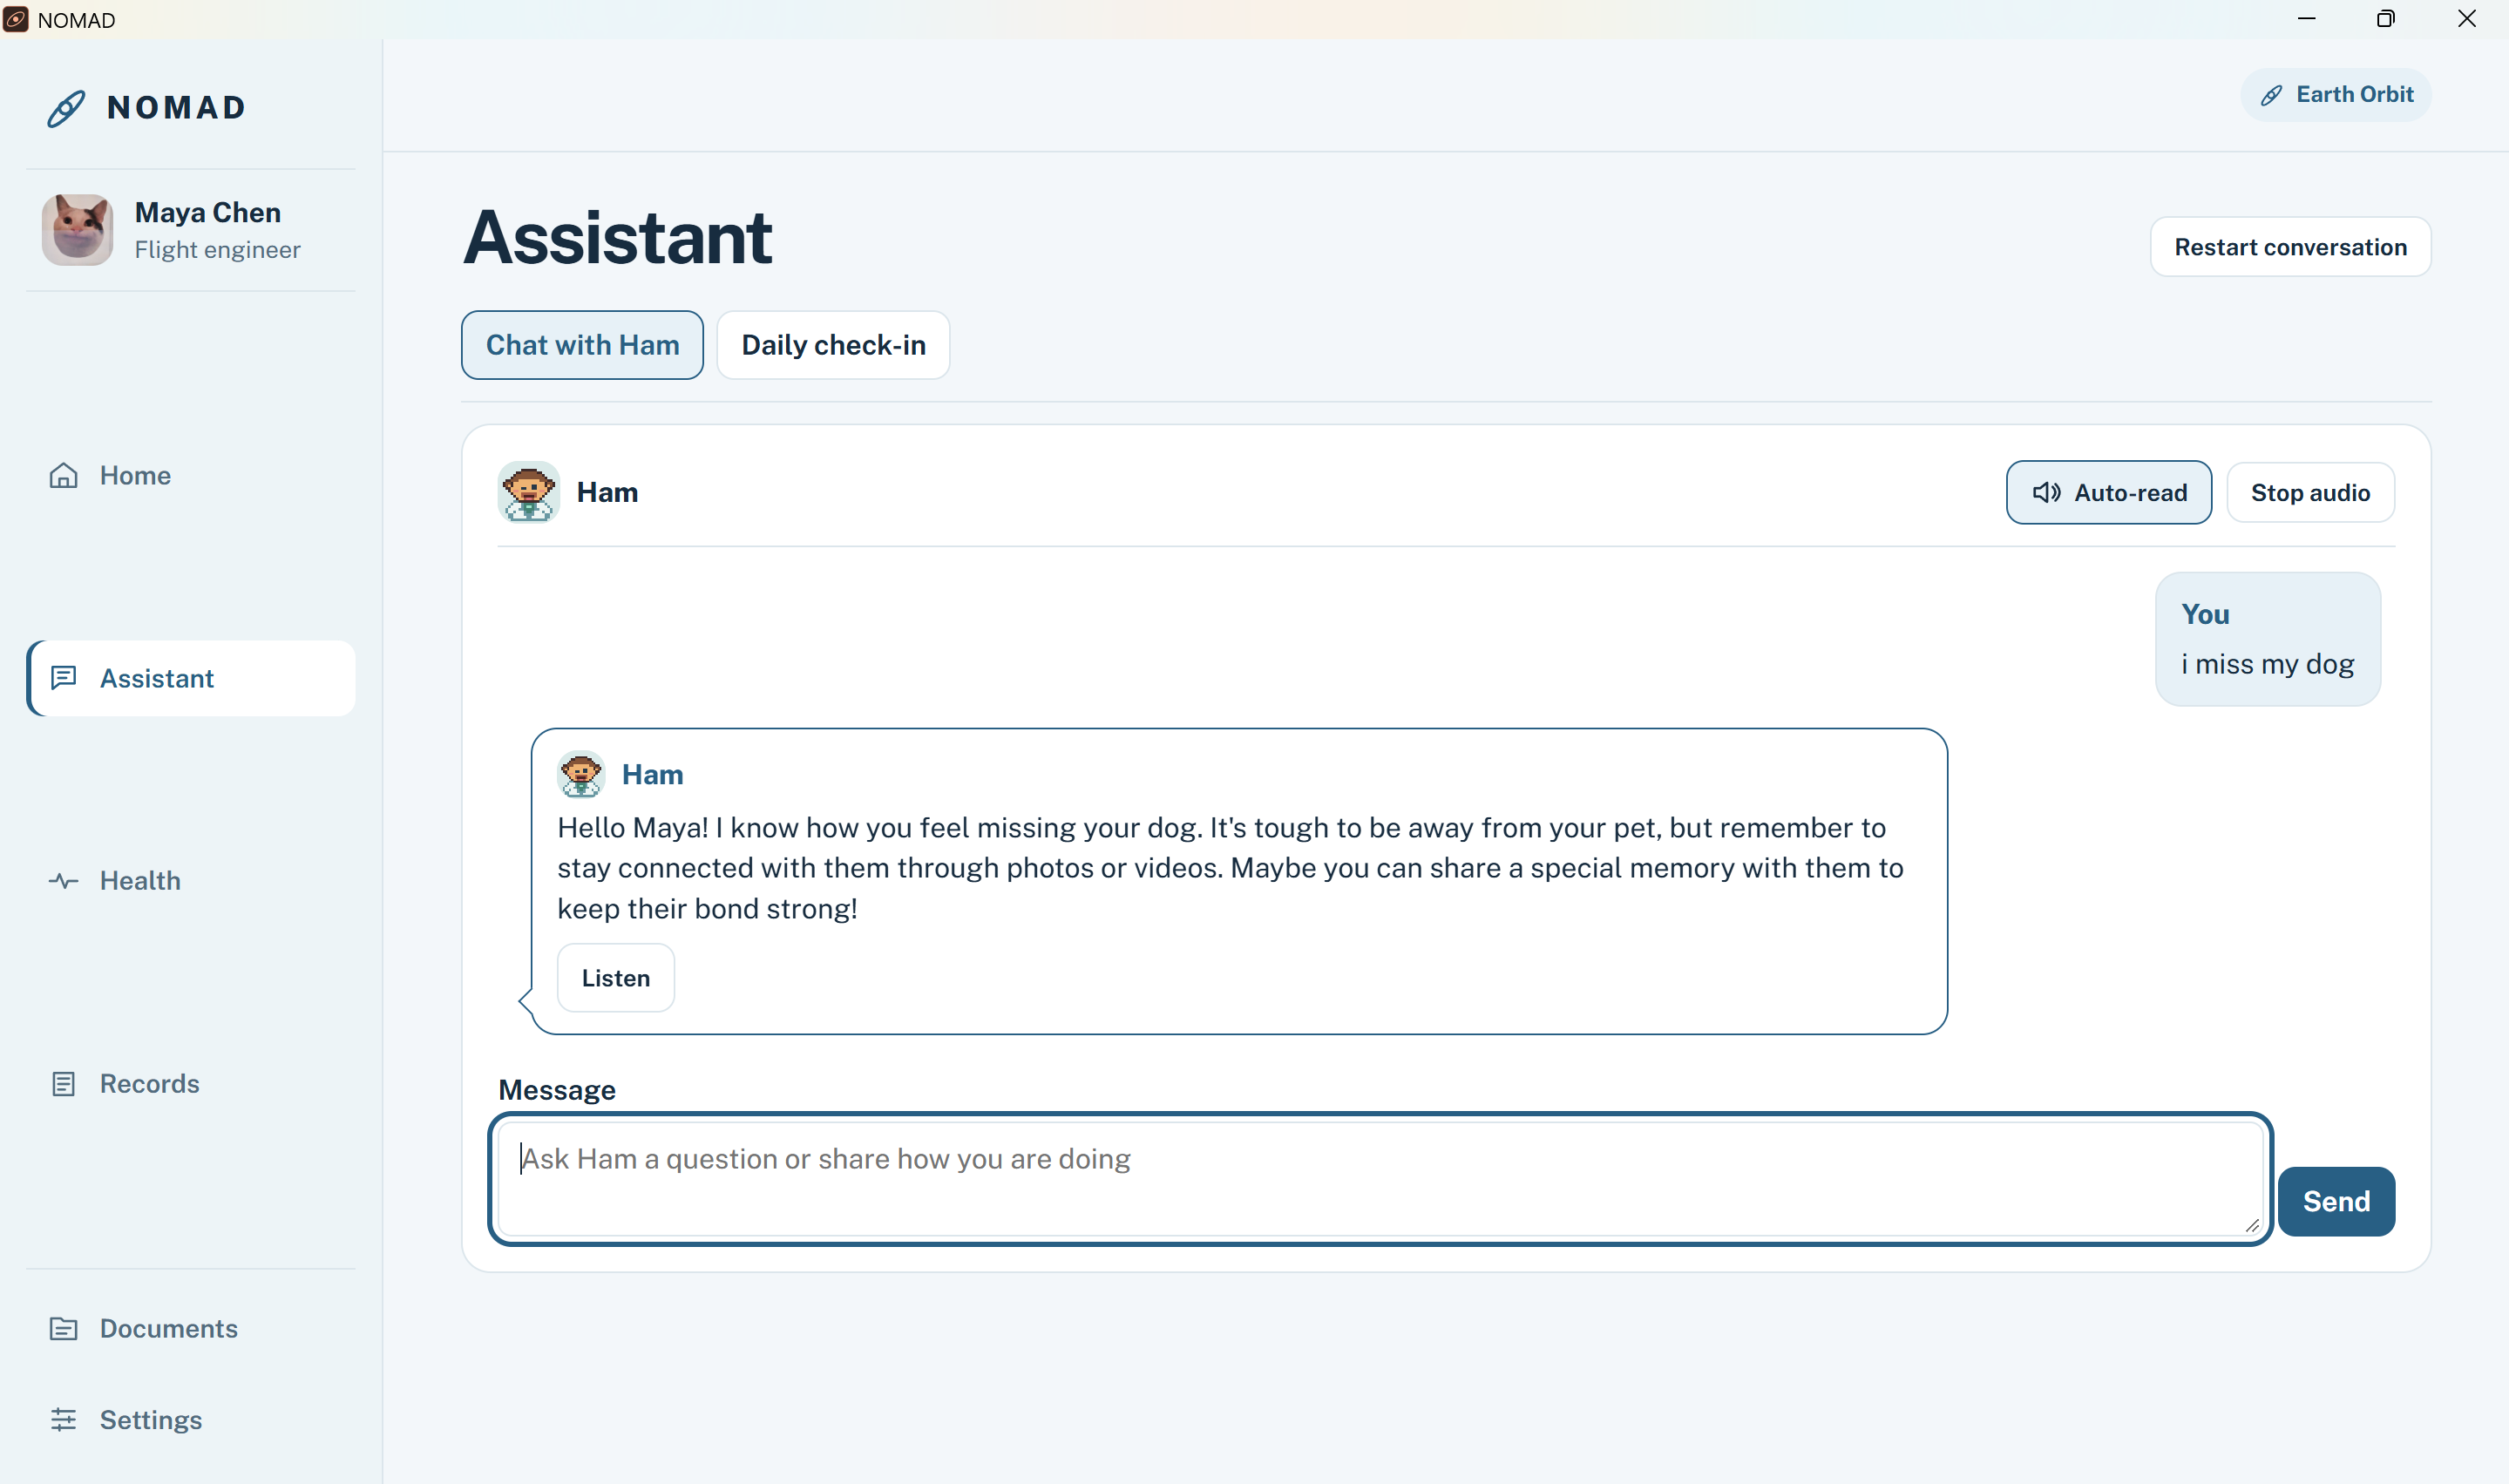 NOMAD
NOMAD
Earth Orbit
Maya Chen
Flight engineer
Home
Assistant
Health
Records
Documents
Settings
Assistant
Restart conversation
Chat with Ham
Daily check-in
Ham
Auto-read
Stop audio
You
i miss my dog
Ham
Hello Maya! I know how you feel missing your dog. It's tough to be away from your pet, but remember to
stay connected with them through photos or videos. Maybe you can share a special memory with them to
keep their bond strong!
Listen
Message
Ask Ham a question or share how you are doing
Send